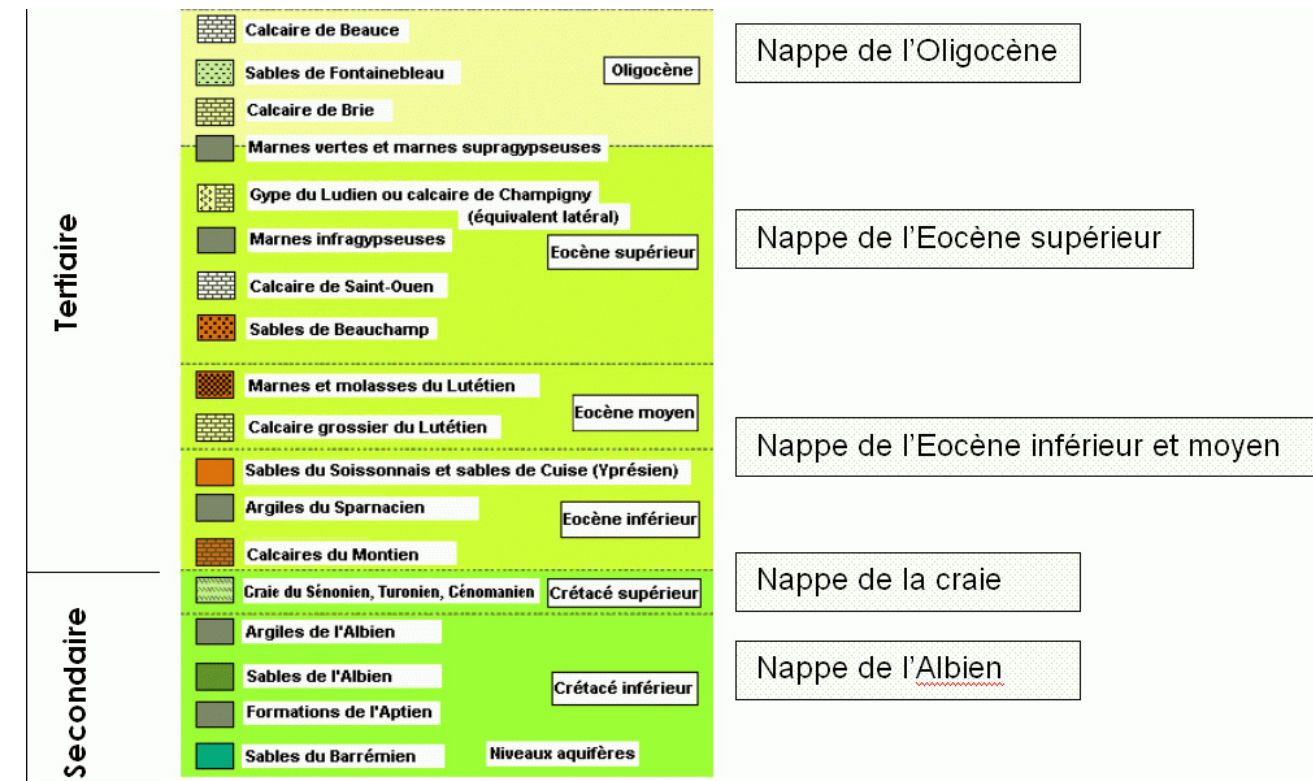 Tertiaire
Calcaire de Beauce
Sables de Fontainebleau
Oligocène
Calcaire de Brie
Marnes vertes et marnes supragypseuses
Gype du Ludien ou calcaire de Champigny
(équivalent latéral)
Marnes infragypseuses
Eocène supérieur
Calcaire de Saint-Ouen
Sables de Beauchamp
Marnes et molasses du Lutétien
Eocène moyen
Calcaire grossier du Lutétien
Sables du Soissonnais et sables de Cuise (Yprésien)
Argiles du Sparnacien
Eocène inférieur
Calcaires du Montien
Secondaire
Craie du Sénonien, Turonien, Cénomanien
Crétacé supérieur
Argiles de l'Albien
Sables de l'Albien
Crétacé inférieur
Formations de l'Aptien
Sables du Barrémien
Niveaux aquifères
Nappe de l'Oligocène
Nappe de l'Eocène supérieur
Nappe de l'Eocène inférieur et moyen
Nappe de la craie
Nappe de l'Albien